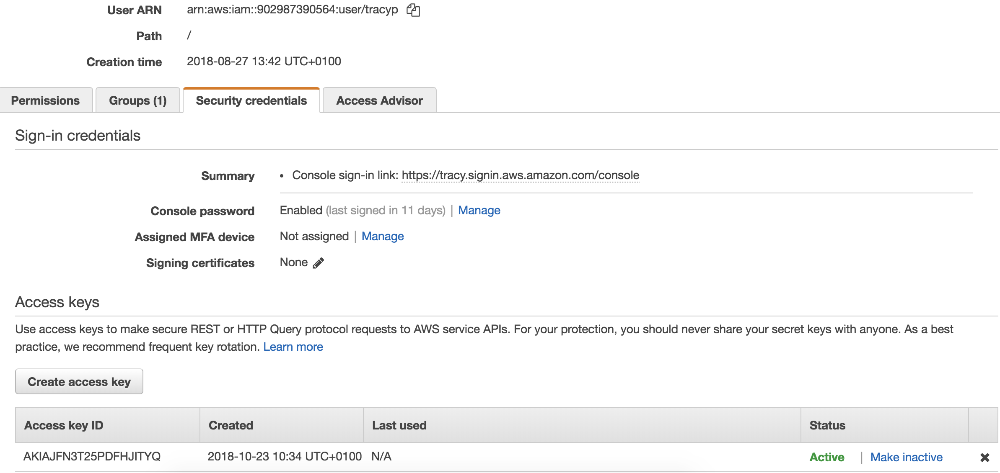 User ARN arn:aws:iam::902987390564:user/tracyp
Path /
Creation time 2018-08-27 13:42 UTC+0100
Permissions Groups (1) Security credentials Access Advisor
Sign-in credentials
Summary • Console sign-in link: https://tracy.signin.aws.amazon.com/console
Console password Enabled (last signed in 11 days) | Manage
Assigned MFA device Not assigned | Manage
Signing certificates None
Access keys
Use access keys to make secure REST or HTTP Query protocol requests to AWS service APIs. For your protection, you should never share your secret keys with anyone. As a best
practice, we recommend frequent key rotation. Learn more
Create access key
Access key ID Created Last used Status
AKIAJFN3T25PDFHJITYQ 2018-10-23 10:34 UTC+0100 N/A Active | Make inactive